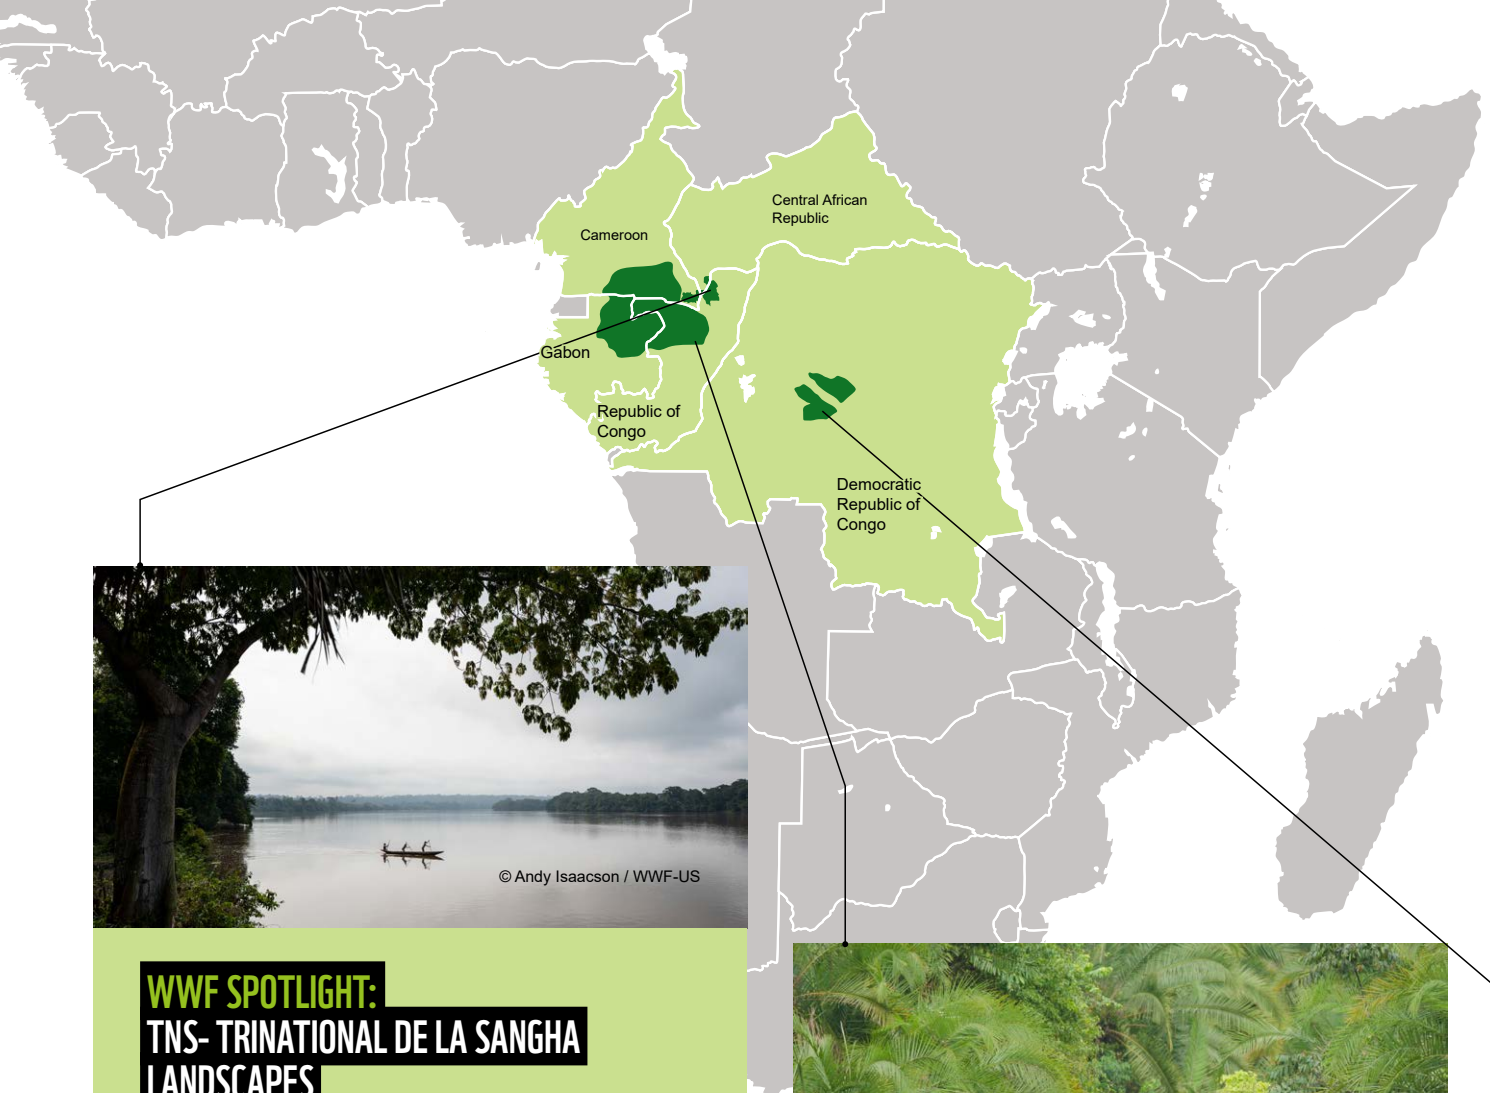 Central African
Republic
Cameroon
Gabon
Republic of
Congo
Democratic
Republic of
Congo
© Andy Isaacson / WWF-US
WWF SPOTLIGHT:
TNS- TRINATIONAL DE LA SANGHA
LANDSCAPES